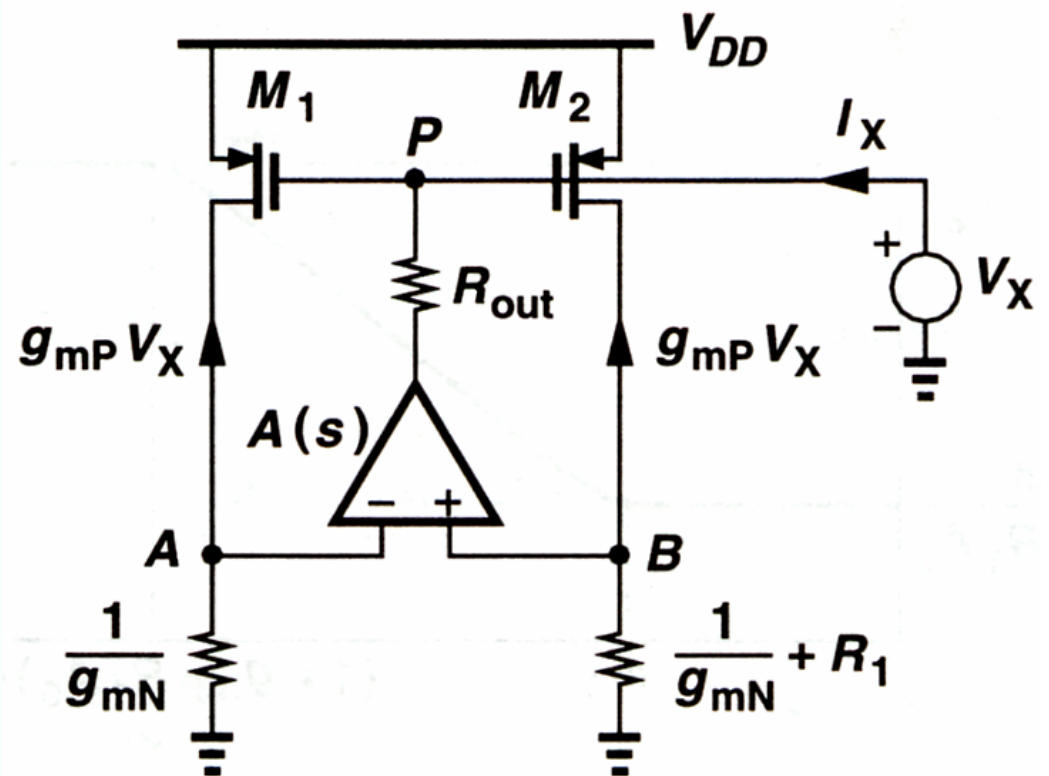 V_DD
M_1
M_2
P
I_X
+
V_X
−
R_out
g_mP V_X
g_mP V_X
A(s)
− +
A
B
1/g_mN
1/g_mN + R_1